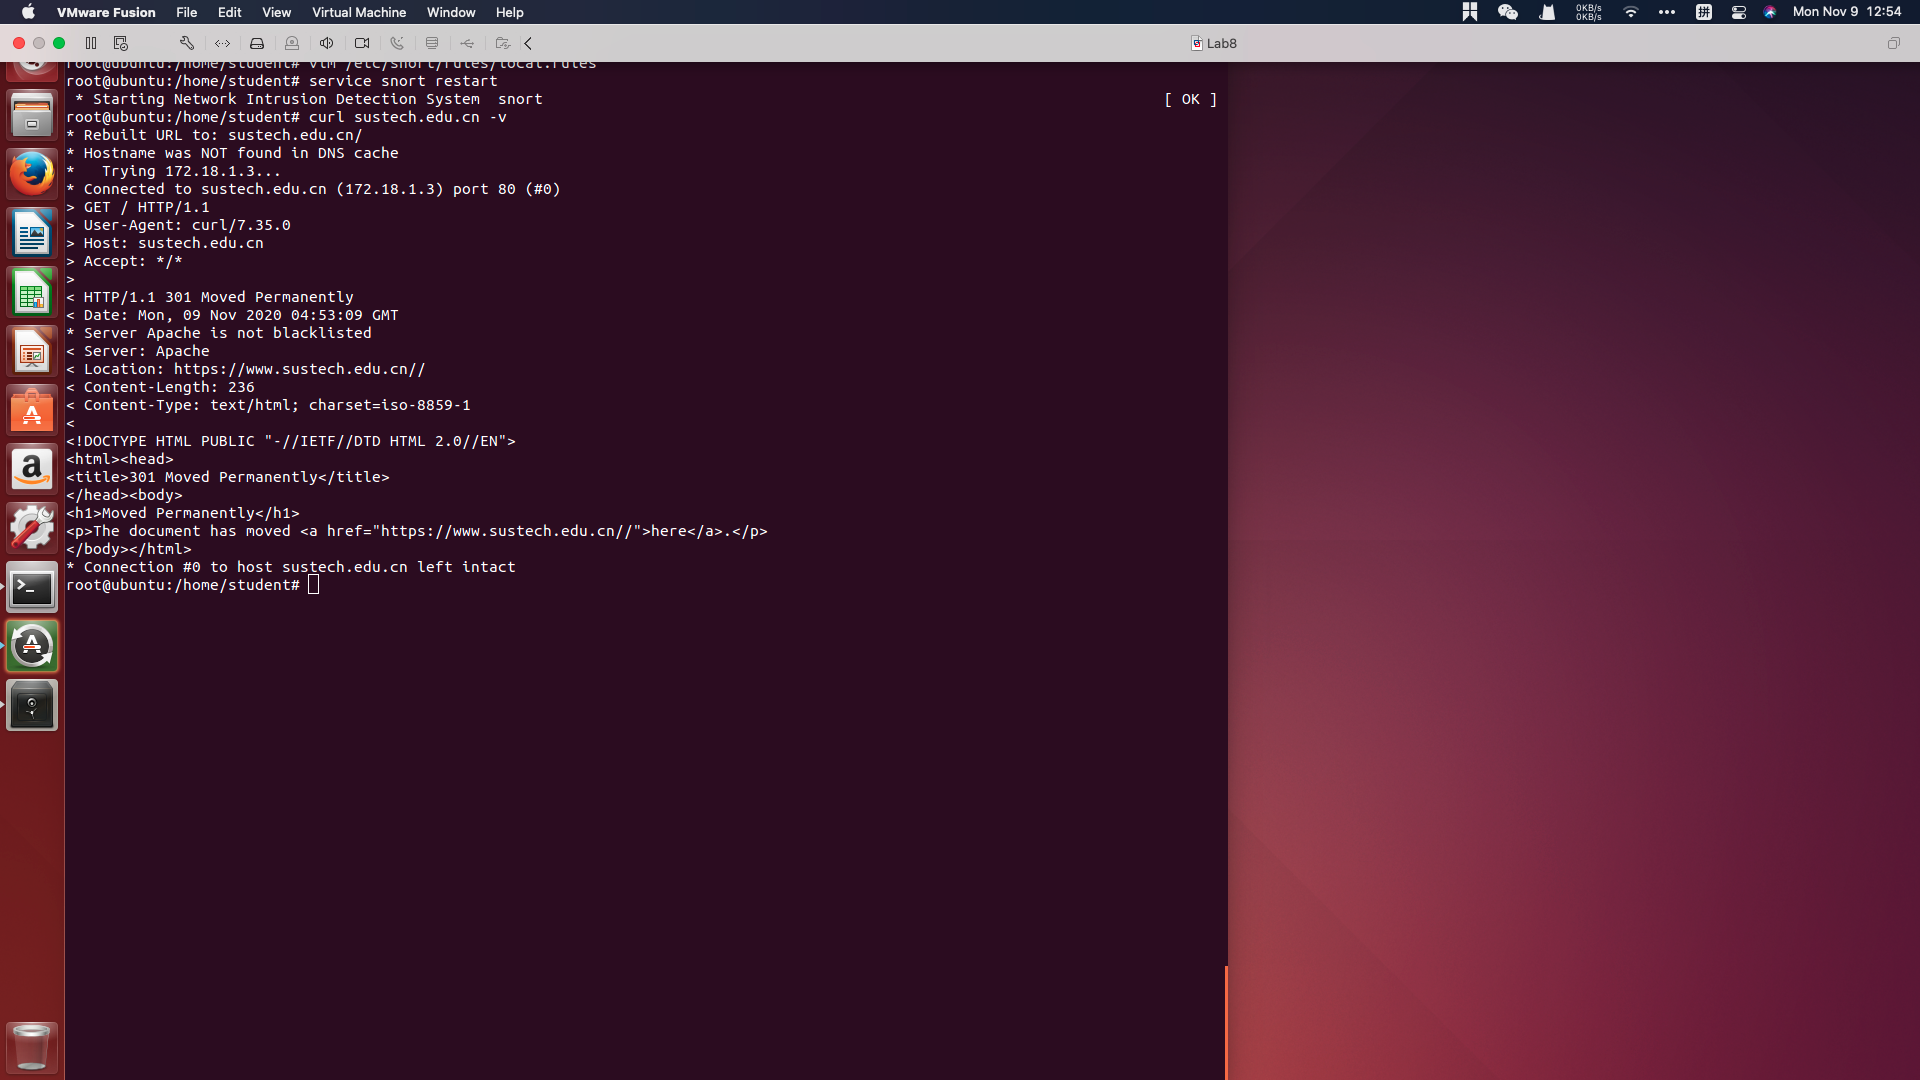 VMware Fusion File Edit View Virtual Machine Window Help 0KB/s 0KB/s 拼 Mon Nov 9 12:54
Lab8
root@ubuntu:/home/student# vim /etc/snort/rules/local.rules
root@ubuntu:/home/student# service snort restart
 * Starting Network Intrusion Detection System  snort [ OK ]
root@ubuntu:/home/student# curl sustech.edu.cn -v
* Rebuilt URL to: sustech.edu.cn/
* Hostname was NOT found in DNS cache
*   Trying 172.18.1.3...
* Connected to sustech.edu.cn (172.18.1.3) port 80 (#0)
> GET / HTTP/1.1
> User-Agent: curl/7.35.0
> Host: sustech.edu.cn
> Accept: */*
>
< HTTP/1.1 301 Moved Permanently
< Date: Mon, 09 Nov 2020 04:53:09 GMT
* Server Apache is not blacklisted
< Server: Apache
< Location: https://www.sustech.edu.cn//
< Content-Length: 236
< Content-Type: text/html; charset=iso-8859-1
<
<!DOCTYPE HTML PUBLIC "-//IETF//DTD HTML 2.0//EN">
<html><head>
<title>301 Moved Permanently</title>
</head><body>
<h1>Moved Permanently</h1>
<p>The document has moved <a href="https://www.sustech.edu.cn//">here</a>.</p>
</body></html>
* Connection #0 to host sustech.edu.cn left intact
root@ubuntu:/home/student#